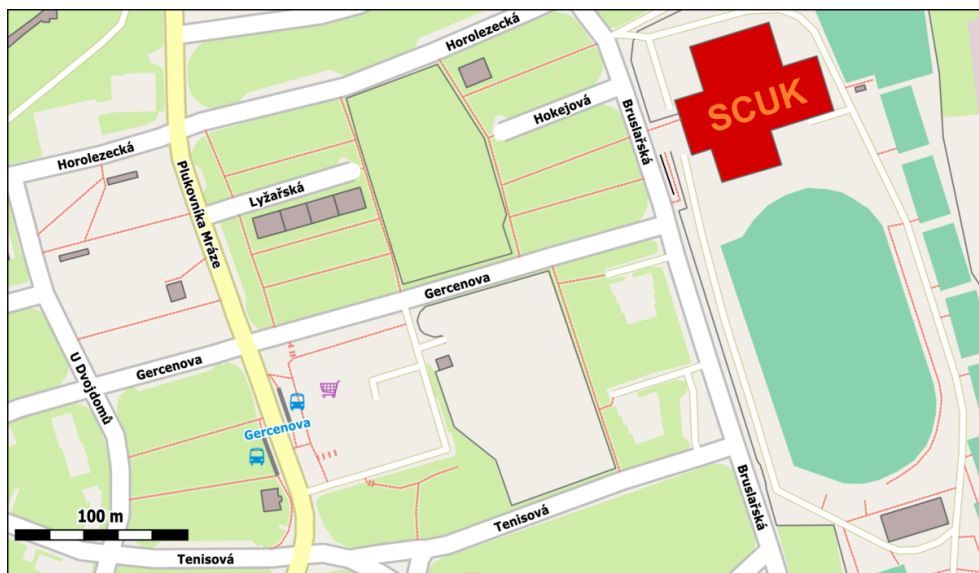 Horolezecká
Hokejová
SCUK
Bruslařská
Horolezecká
Plukovníka Mráze
Lyžařská
Gercenova
Gercenova
U Dvojdomů
Gercenova
Bruslařská
100 m
Tenisová
Tenisová